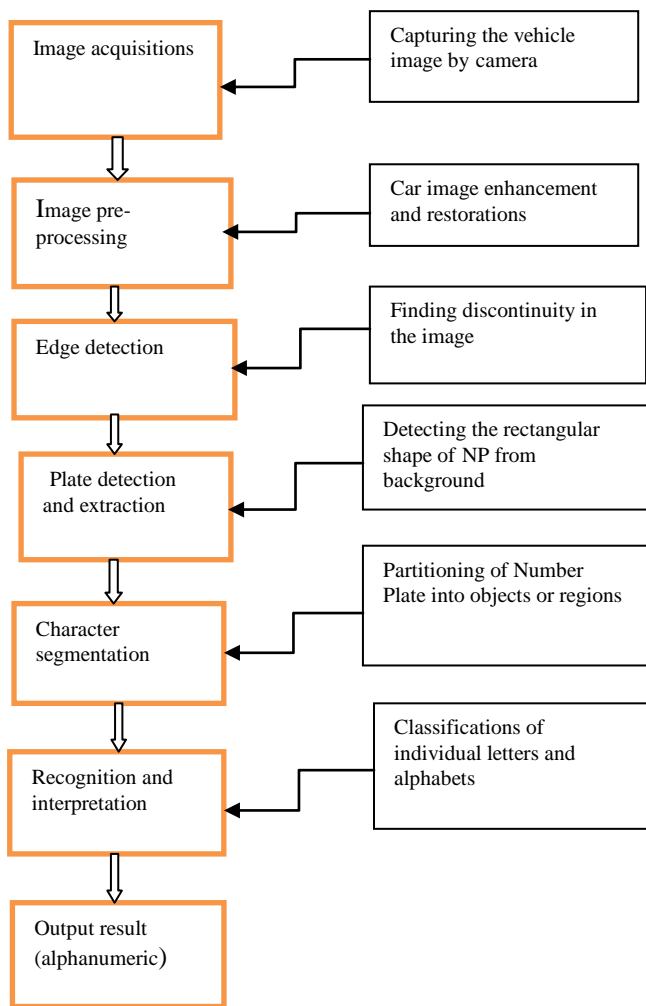 Image acquisitions
Capturing the vehicle
image by camera
Image pre-
processing
Car image enhancement
and restorations
Edge detection
Finding discontinuity in
the image
Plate detection
and extraction
Detecting the rectangular
shape of NP from
background
Character
segmentation
Partitioning of Number
Plate into objects or regions
Recognition and
interpretation
Classifications of
individual letters and
alphabets
Output result
(alphanumeric)